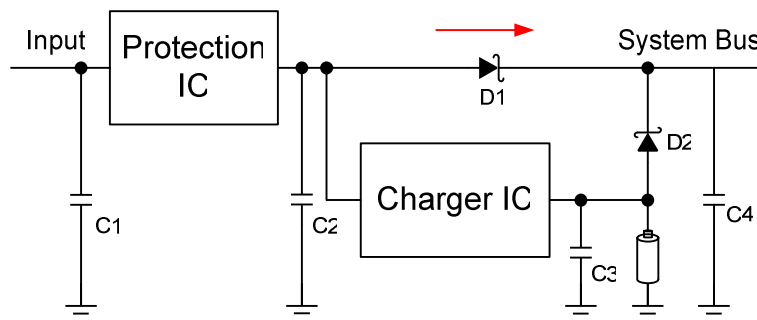 Input
Protection
IC
System Bus
D1
D2
Charger IC
C1
C2
C3
C4